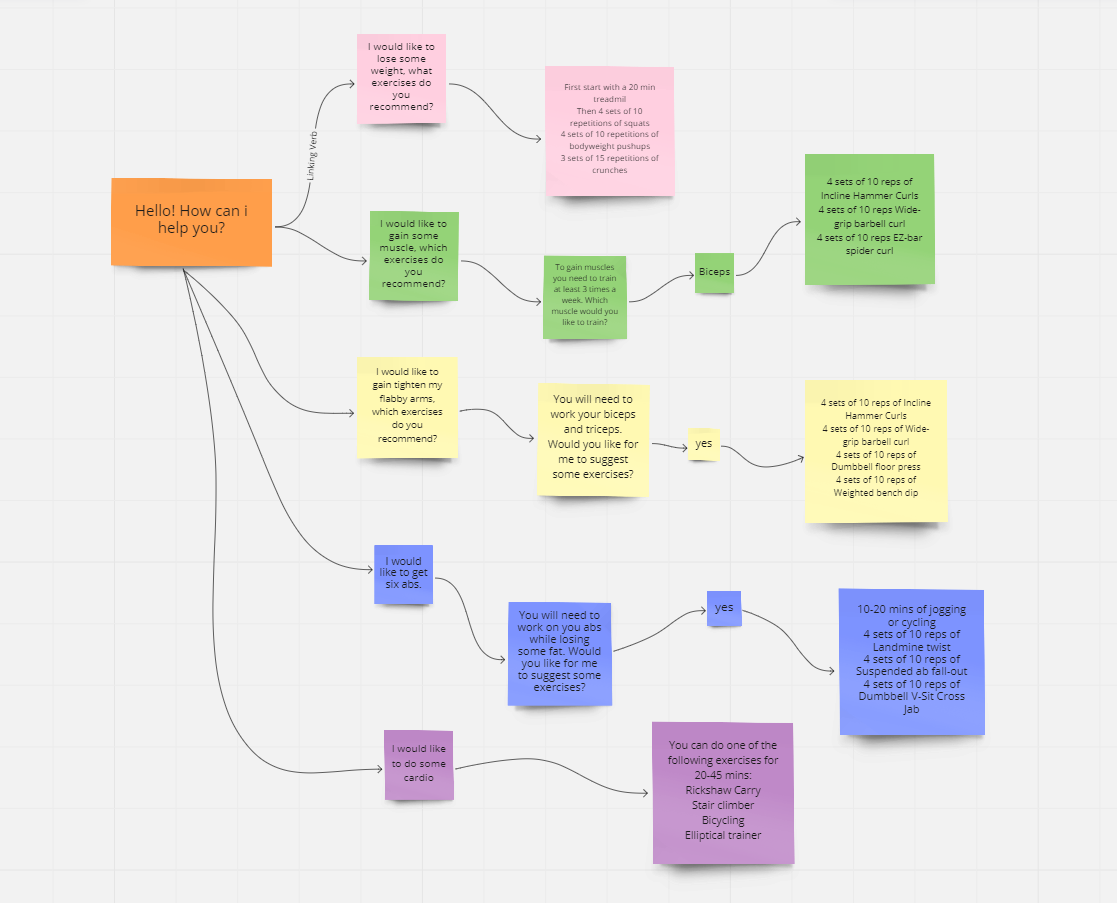 Hello! How can i
help you?
Linking Verb
I would like to
lose some
weight, what
exercises do
you
recommend?
First start with a 20 min
treadmil
Then 4 sets of 10
repetitions of squats
4 sets of 10 repetitions of
bodyweight pushups
3 sets of 15 repetitions of
crunches
I would like to
gain some
muscle, which
exercises do
you
recommend?
To gain muscles
you need to train
at least 3 times a
week. Which
muscle would you
like to train?
Biceps
4 sets of 10 reps of
Incline Hammer Curls
4 sets of 10 reps Wide-
grip barbell curl
4 sets of 10 reps EZ-bar
spider curl
I would like to
gain tighten my
flabby arms,
which exercises
do you
recommend?
You will need to
work your biceps
and triceps.
Would you like for
me to suggest
some exercises?
yes
4 sets of 10 reps of Incline
Hammer Curls
4 sets of 10 reps of Wide-
grip barbell curl
4 sets of 10 reps of
Dumbbell floor press
4 sets of 10 reps of
Weighted bench dip
I would
like to get
six abs.
You will need to
work on you abs
while losing
some fat. Would
you like for me
to suggest some
exercises?
yes
10-20 mins of jogging
or cycling
4 sets of 10 reps of
Landmine twist
4 sets of 10 reps of
Suspended ab fall-out
4 sets of 10 reps of
Dumbbell V-Sit Cross
Jab
I would like
to do some
cardio
You can do one of the
following exercises for
20-45 mins:
Rickshaw Carry
Stair climber
Bicycling
Elliptical trainer